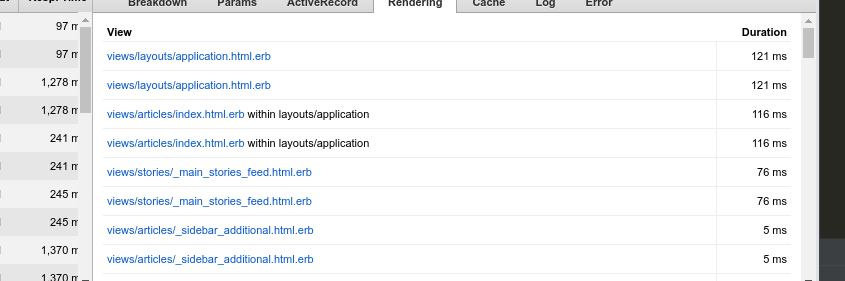 Breakdown Params ActiveRecord Rendering Cache Log Error
View Duration
97 m
views/layouts/application.html.erb 121 ms
97 m
views/layouts/application.html.erb 121 ms
1,278 m
views/articles/index.html.erb within layouts/application 116 ms
1,278 m
views/articles/index.html.erb within layouts/application 116 ms
241 m
views/stories/_main_stories_feed.html.erb 76 ms
241 m
views/stories/_main_stories_feed.html.erb 76 ms
245 m
views/articles/_sidebar_additional.html.erb 5 ms
245 m
views/articles/_sidebar_additional.html.erb 5 ms
1,370 m
1,370 m